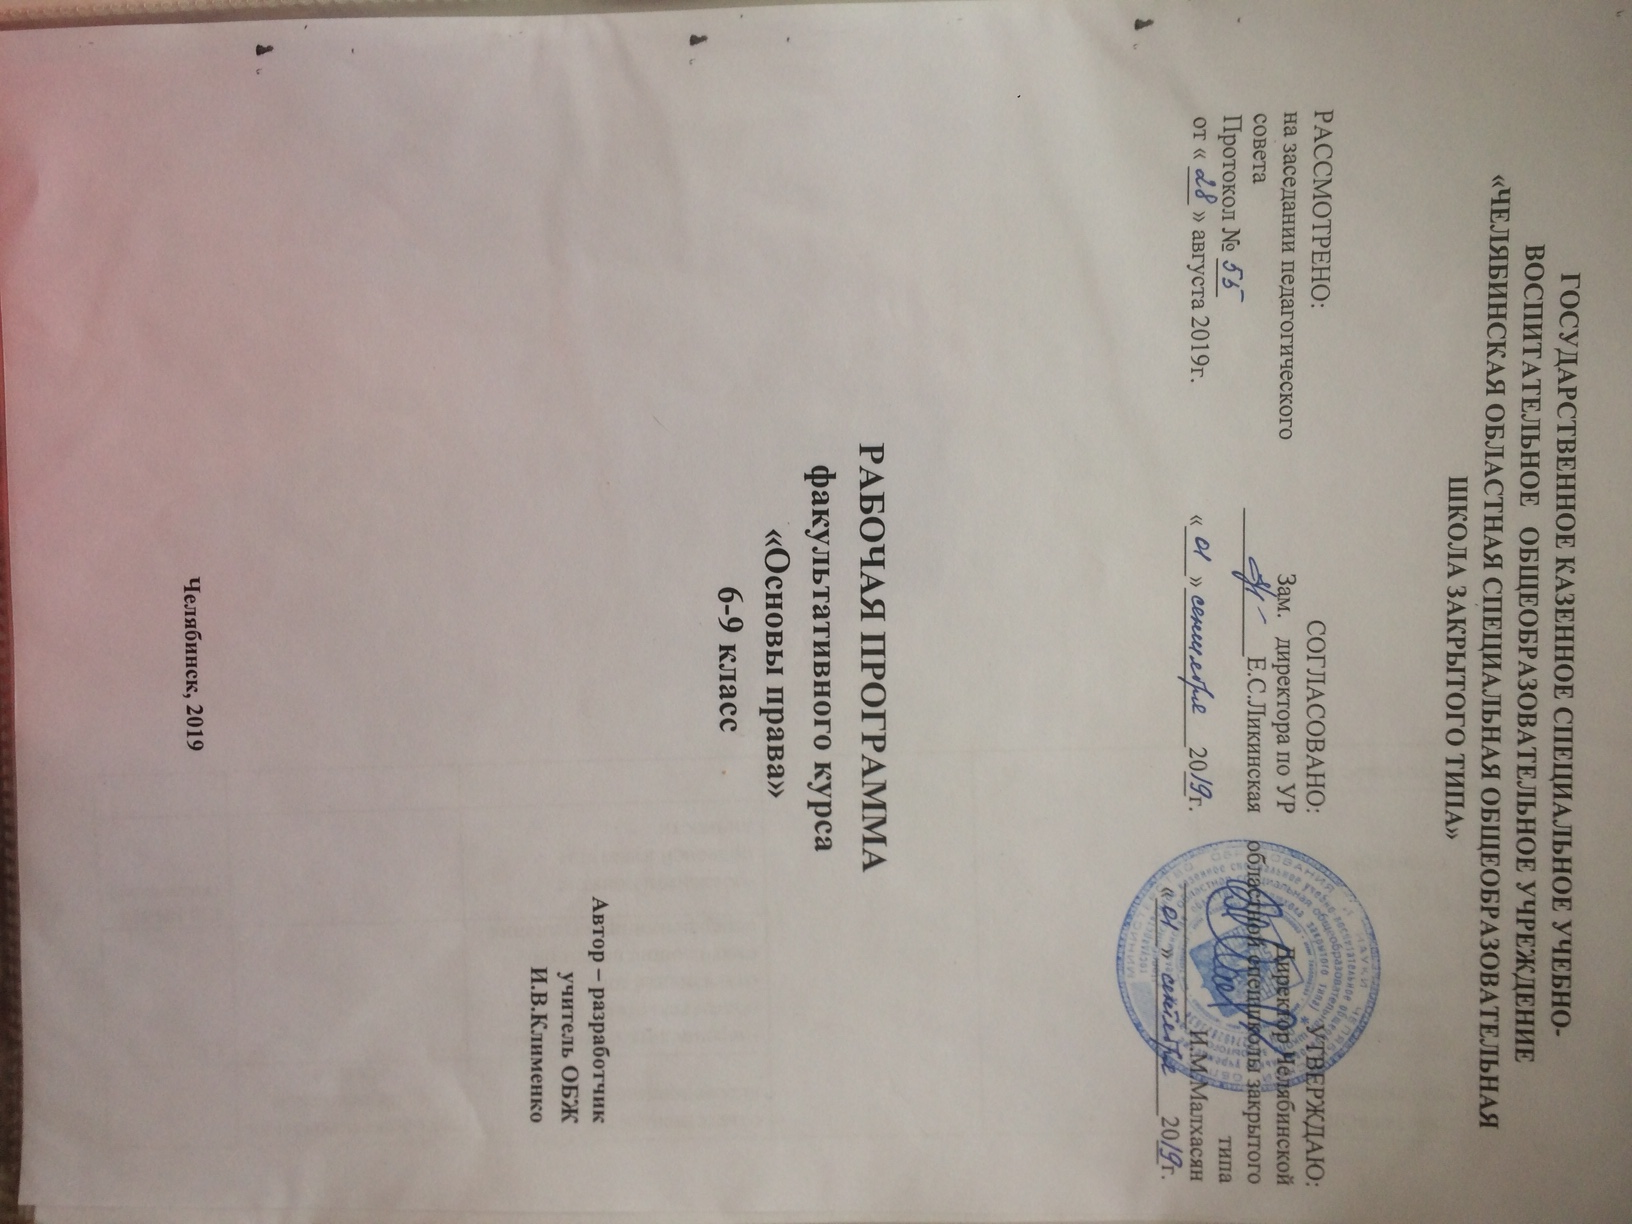 ГОСУДАРСТВЕННОЕ КАЗЕННОЕ СПЕЦИАЛЬНОЕ УЧЕБНО-
ВОСПИТАТЕЛЬНОЕ ОБЩЕОБРАЗОВАТЕЛЬНОЕ УЧРЕЖДЕНИЕ
«ЧЕЛЯБИНСКАЯ ОБЛАСТНАЯ СПЕЦИАЛЬНАЯ ОБЩЕОБРАЗОВАТЕЛЬНАЯ
ШКОЛА ЗАКРЫТОГО ТИПА»
РАССМОТРЕНО:
на заседании педагогического
совета
Протокол № 55
от « 28 » августа 2019г.
СОГЛАСОВАНО:
Зам. директора по УР
Е.С.Ликинская
« 01 » сентября 2019г.
УТВЕРЖДАЮ:
Директор Челябинской
областной спецшколы закрытого
типа
И.М.Малхасян
« 01 » сентября 2019г.
РАБОЧАЯ ПРОГРАММА
факультативного курса
«Основы права»
6-9 класс
Автор – разработчик
учитель ОБЖ
И.В.Клименко
Челябинск, 2019